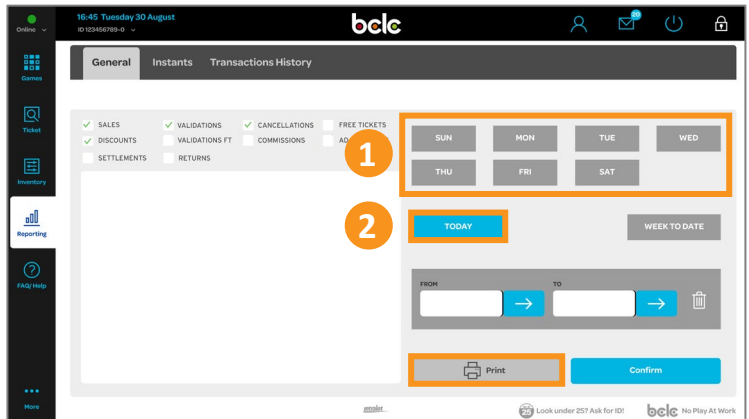 Online
16:45 Tuesday 30 August
ID 123456789-0
bclc
20
Games
General Instants Transactions History
Ticket
SALES VALIDATIONS CANCELLATIONS FREE TICKETS
DISCOUNTS VALIDATIONS FT COMMISSIONS
SETTLEMENTS RETURNS
1
SUN MON TUE WED
THU FRI SAT
Inventory
Reporting
2
TODAY WEEK TO DATE
FAQ/ Help
FROM TO
Print Confirm
More
25 Look under 25? Ask for ID! bclc No Play At Work